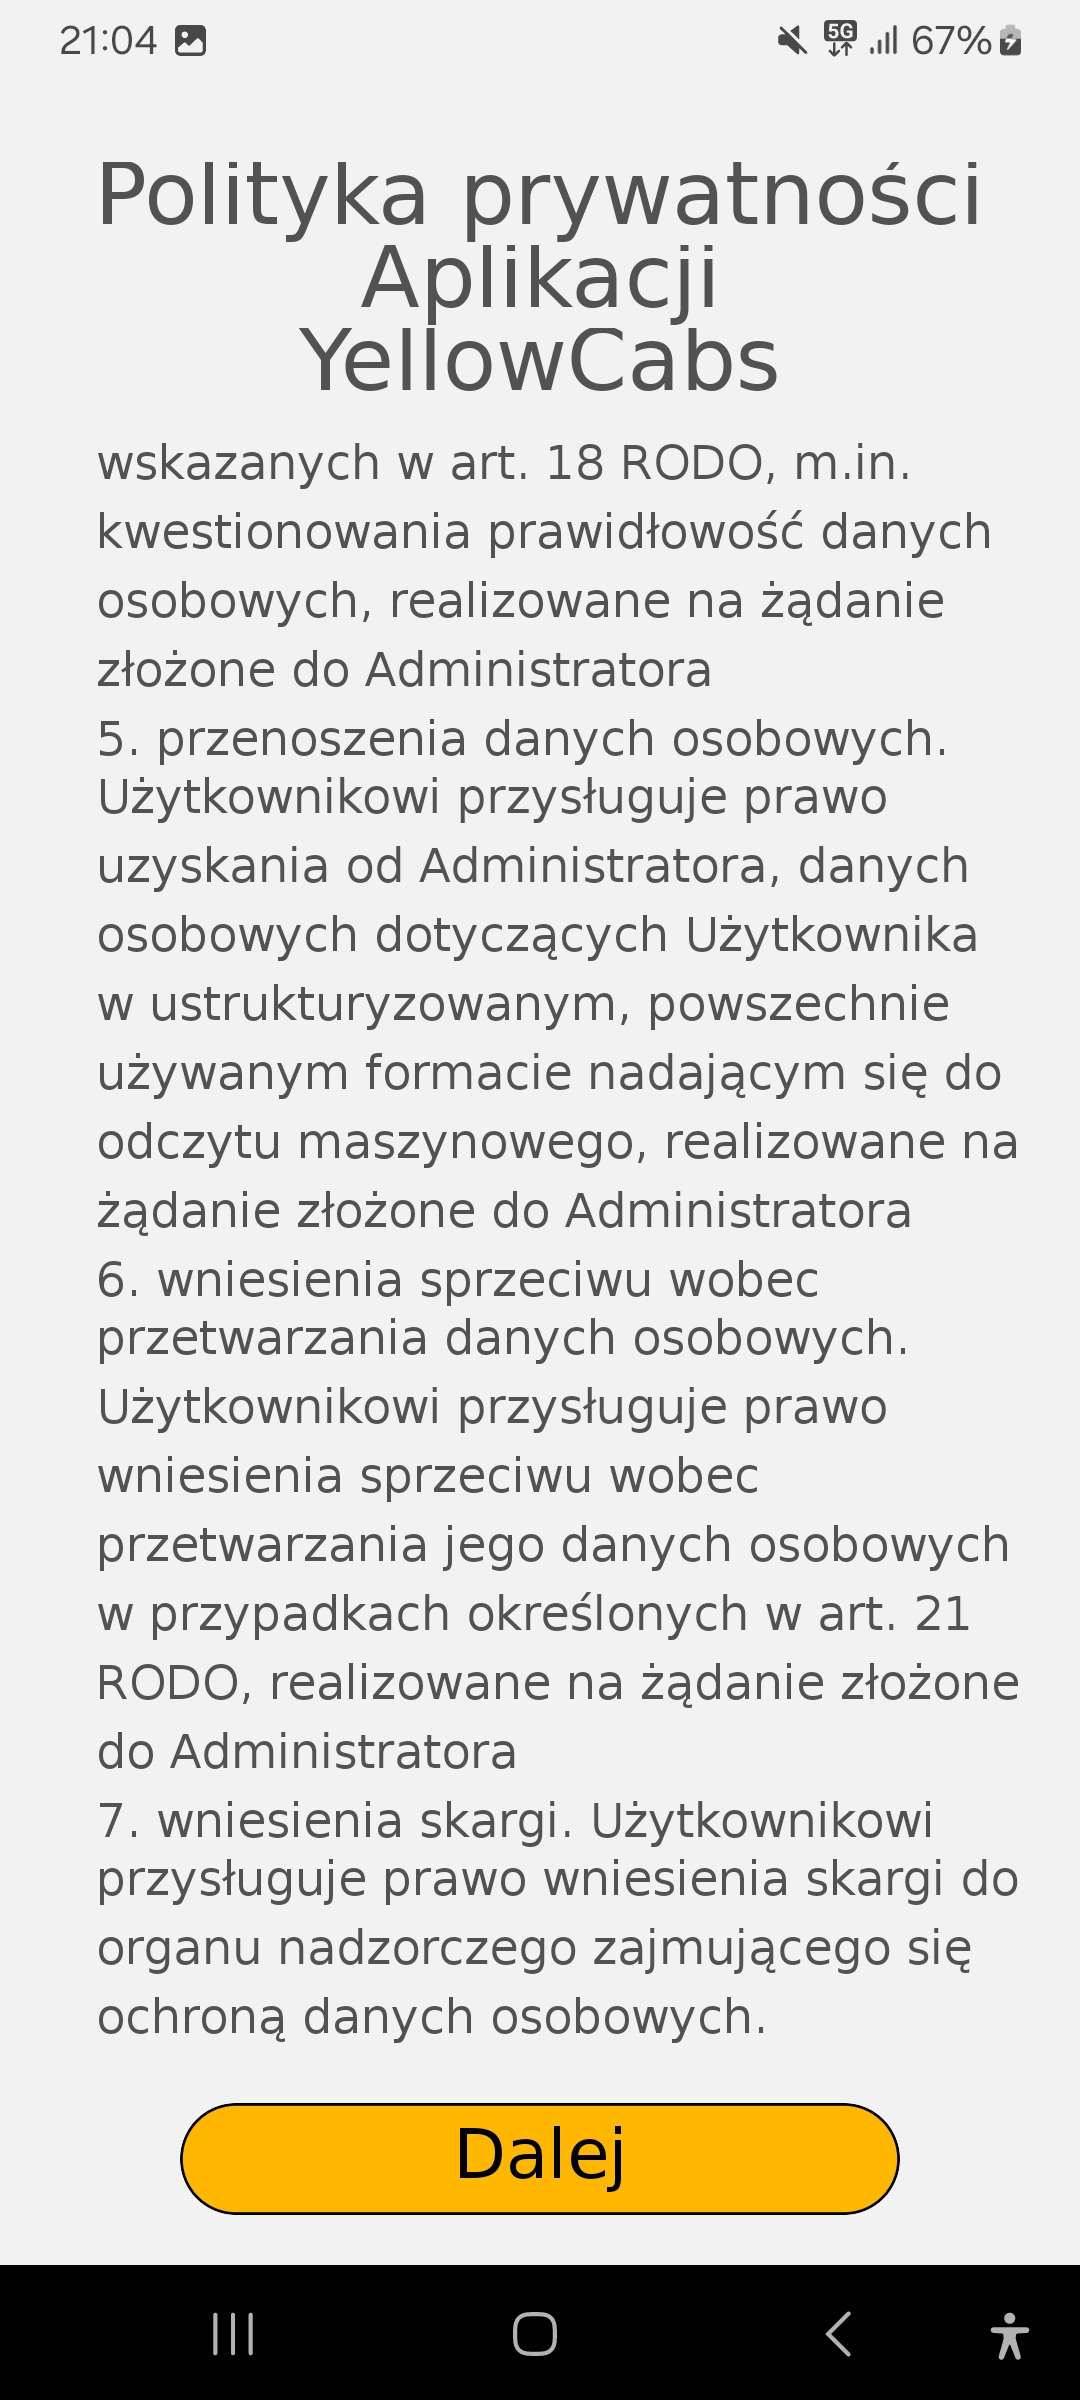 21:04
5G
67%
Polityka prywatności
Aplikacji
YellowCabs
wskazanych w art. 18 RODO, m.in.
kwestionowania prawidłowość danych
osobowych, realizowane na żądanie
złożone do Administratora
5. przenoszenia danych osobowych.
Użytkownikowi przysługuje prawo
uzyskania od Administratora, danych
osobowych dotyczących Użytkownika
w ustrukturyzowanym, powszechnie
używanym formacie nadającym się do
odczytu maszynowego, realizowane na
żądanie złożone do Administratora
6. wniesienia sprzeciwu wobec
przetwarzania danych osobowych.
Użytkownikowi przysługuje prawo
wniesienia sprzeciwu wobec
przetwarzania jego danych osobowych
w przypadkach określonych w art. 21
RODO, realizowane na żądanie złożone
do Administratora
7. wniesienia skargi. Użytkownikowi
przysługuje prawo wniesienia skargi do
organu nadzorczego zajmującego się
ochroną danych osobowych.
Dalej